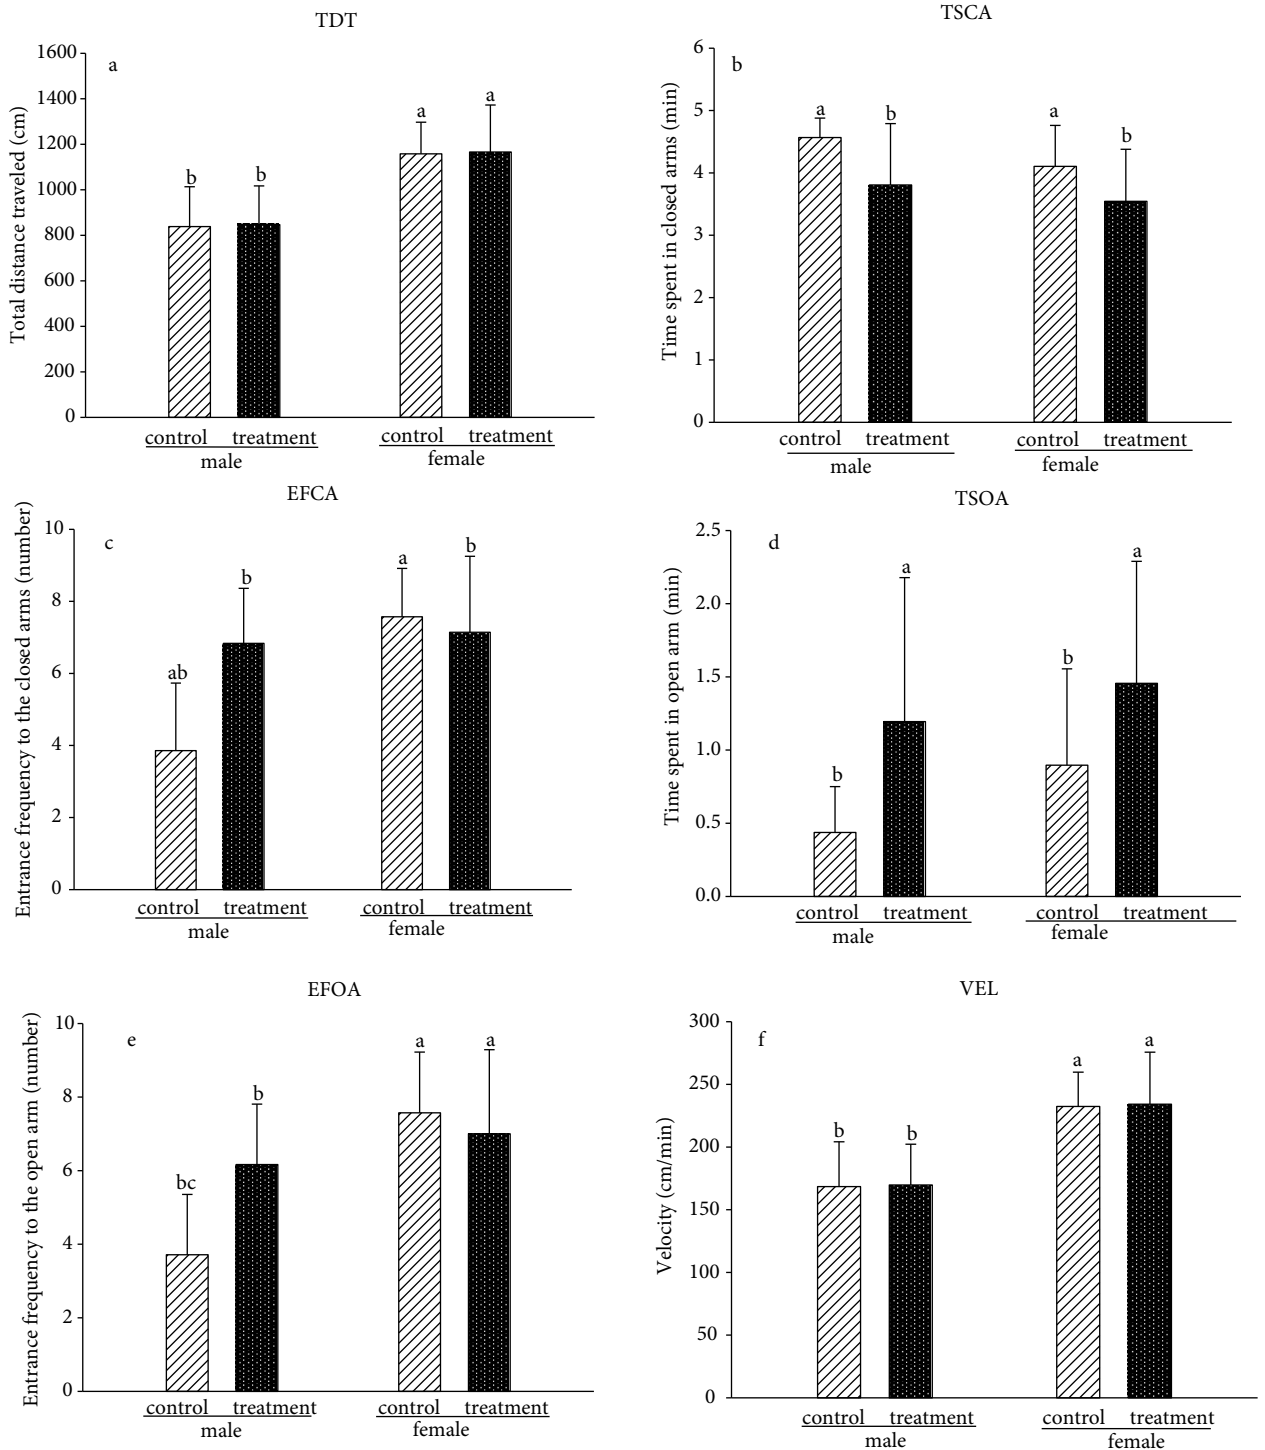 TDT
Total distance traveled (cm)
1600
1400
1200
1000
800
600
400
200
0
a
b
b
a
a
control treatment
male
control treatment
female
TSCA
Time spent in closed arms (min)
6
5
4
3
2
1
0
b
a
b
a
b
control treatment
male
control treatment
female
EFCA
Entrance frequency to the closed arms (number)
10
8
6
4
2
0
c
ab
b
a
b
control treatment
male
control treatment
female
TSOA
Time spent in open arm (min)
2.5
2.0
1.5
1.0
0.5
0.0
d
b
a
b
a
control treatment
male
control treatment
female
EFOA
Entrance frequency to the open arm (number)
10
8
6
4
2
0
e
bc
b
a
a
control treatment
male
control treatment
female
VEL
Velocity (cm/min)
300
250
200
150
100
50
0
f
b
b
a
a
control treatment
male
control treatment
female